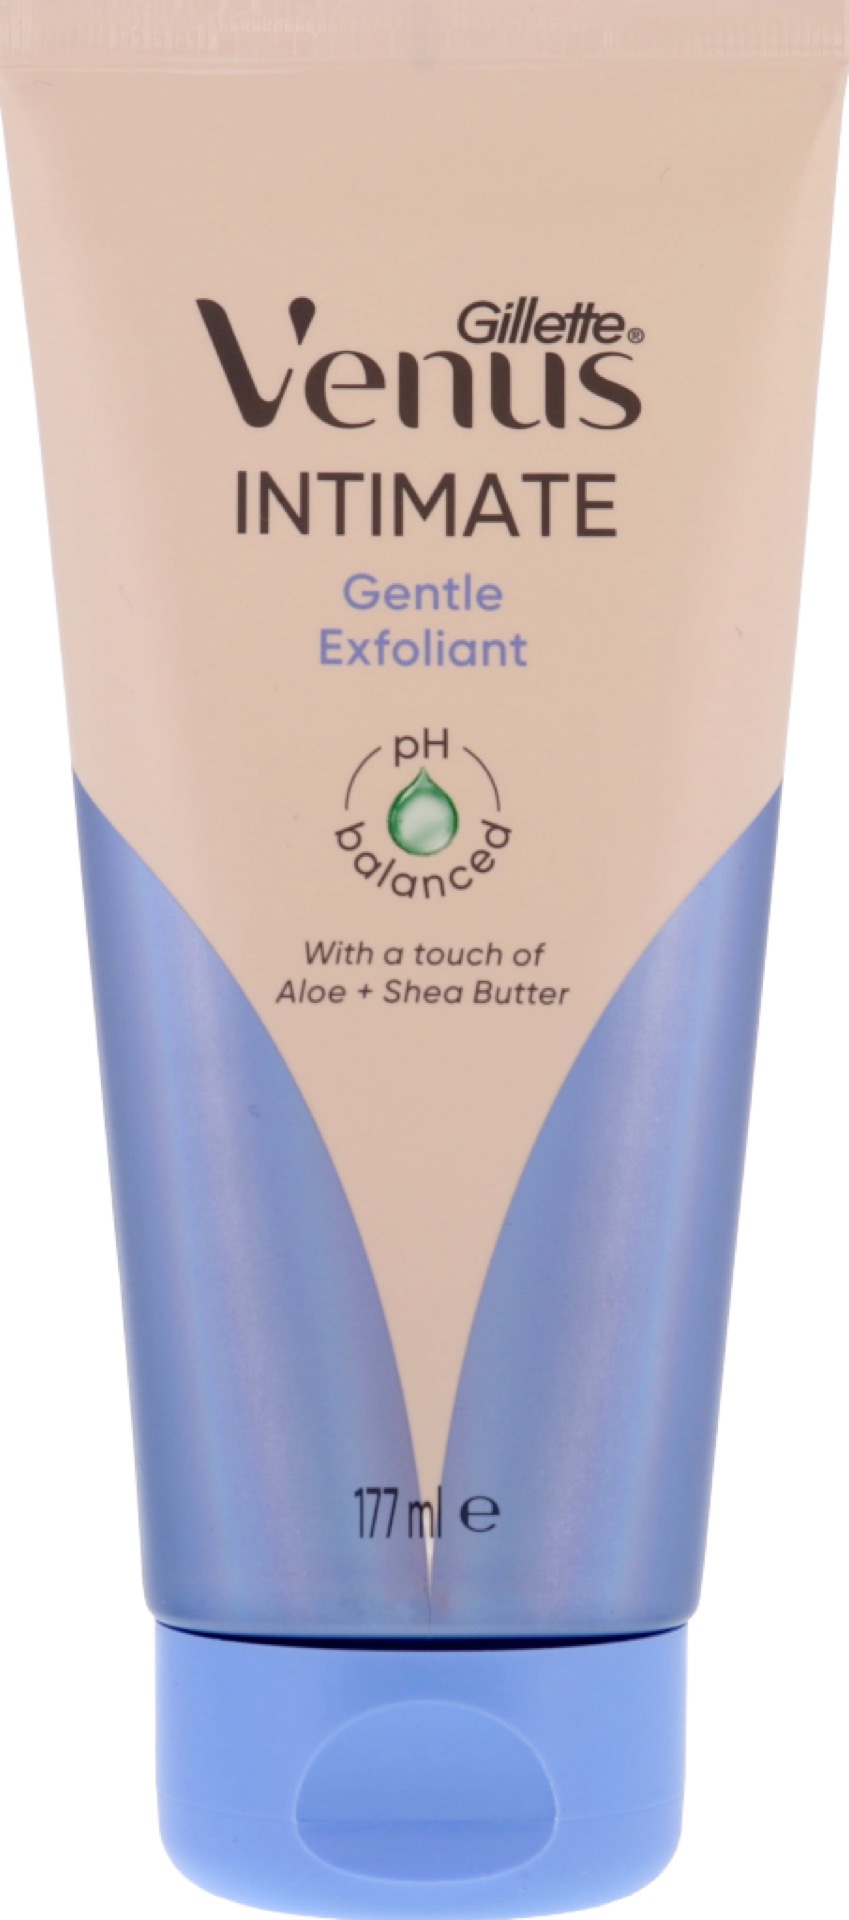 Gillette®
Venus
INTIMATE
Gentle
Exfoliant
pH
balanced
With a touch of
Aloe + Shea Butter
177 ml ℮